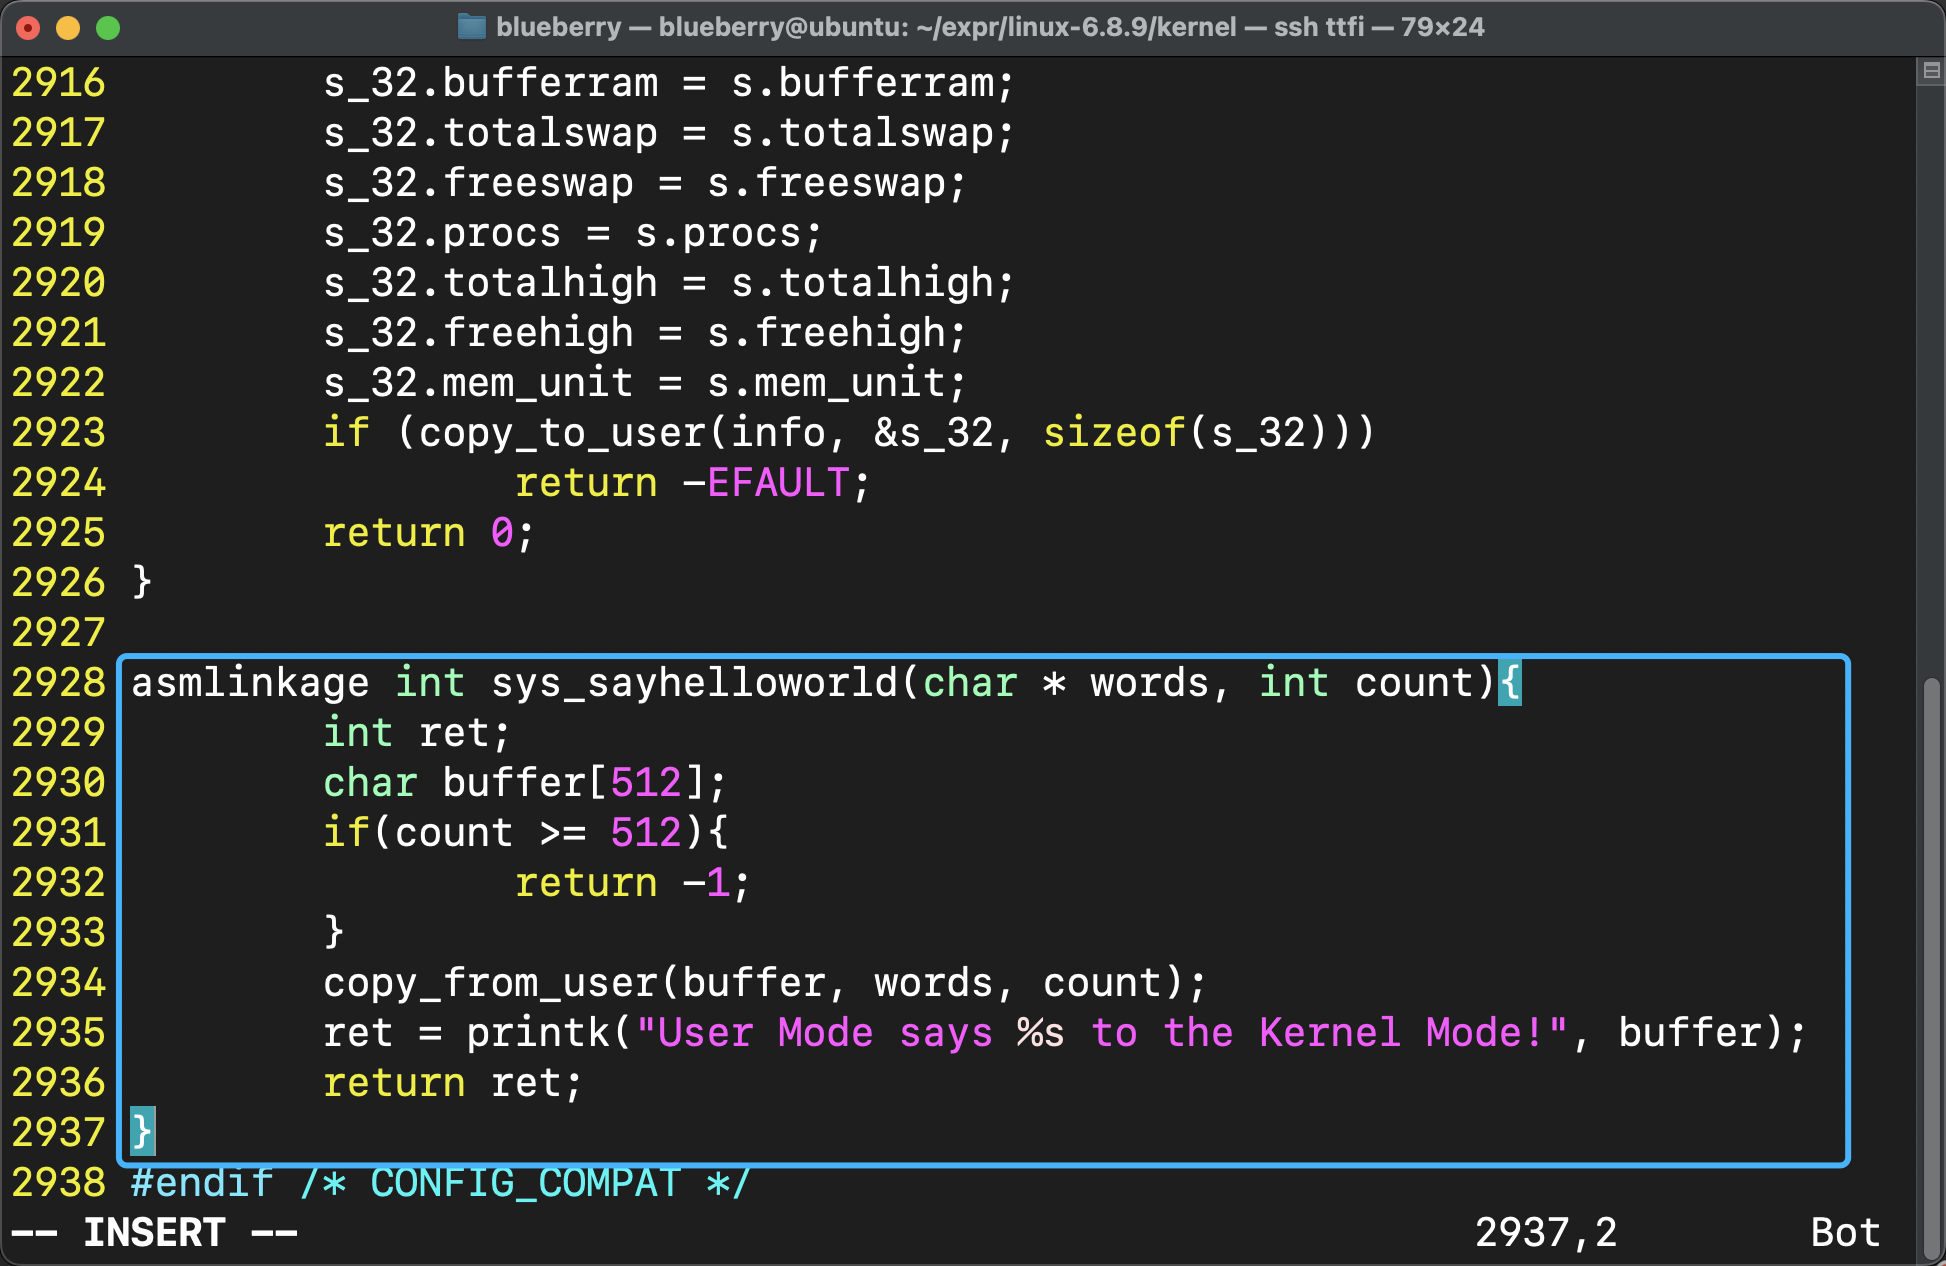 blueberry — blueberry@ubuntu: ~/expr/linux-6.8.9/kernel — ssh ttfi — 79×24
2916         s_32.bufferram = s.bufferram;
2917         s_32.totalswap = s.totalswap;
2918         s_32.freeswap = s.freeswap;
2919         s_32.procs = s.procs;
2920         s_32.totalhigh = s.totalhigh;
2921         s_32.freehigh = s.freehigh;
2922         s_32.mem_unit = s.mem_unit;
2923         if (copy_to_user(info, &s_32, sizeof(s_32)))
2924                 return -EFAULT;
2925         return 0;
2926 }
2927
2928 asmlinkage int sys_sayhelloworld(char * words, int count){
2929         int ret;
2930         char buffer[512];
2931         if(count >= 512){
2932                 return -1;
2933         }
2934         copy_from_user(buffer, words, count);
2935         ret = printk("User Mode says %s to the Kernel Mode!", buffer);
2936         return ret;
2937 }
2938 #endif /* CONFIG_COMPAT */
-- INSERT -- 2937,2 Bot